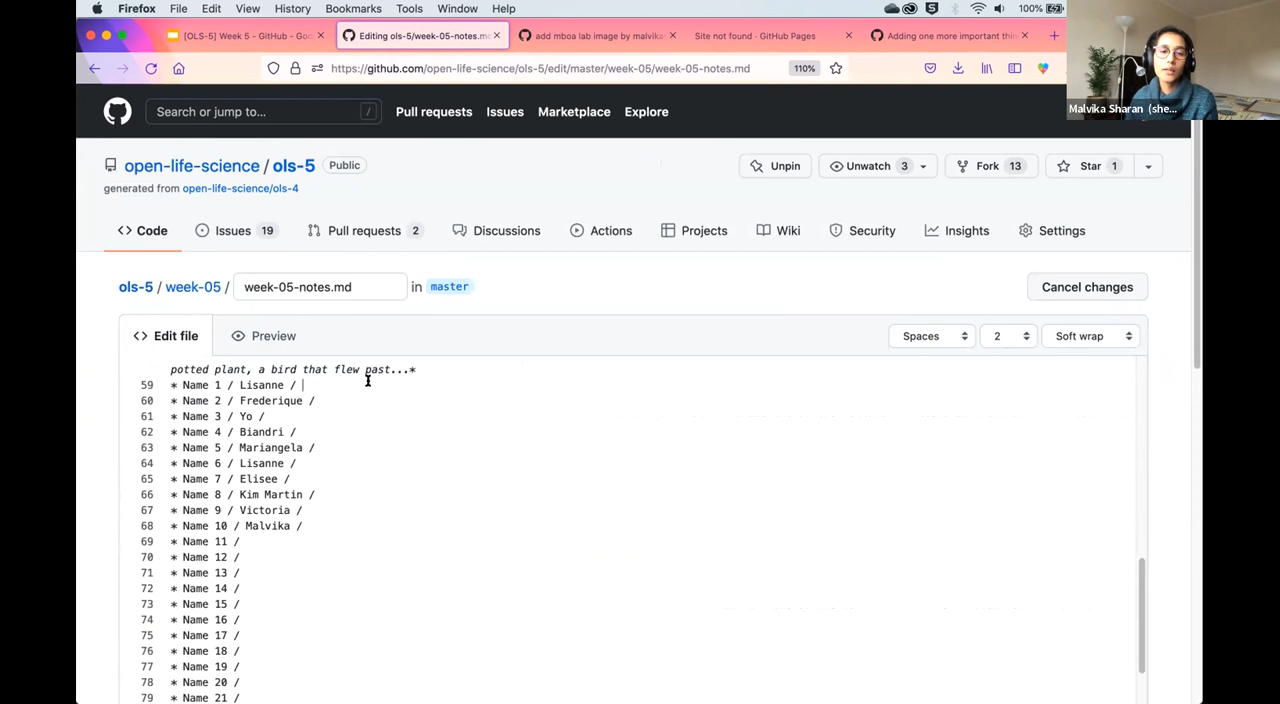 Firefox File Edit View History Bookmarks Tools Window Help 100%
[OLS-5] Week 5 - GitHub - Goo
Editing ols-5/week-05-notes.md
add mboa lab image by malvika
Site not found · GitHub Pages
Adding one more important thin
https://github.com/open-life-science/ols-5/edit/master/week-05/week-05-notes.md 110%
Malvika Sharan (she...
Search or jump to... / Pull requests Issues Marketplace Explore
open-life-science / ols-5 Public Unpin Unwatch 3 Fork 13 Star 1
generated from open-life-science/ols-4
<> Code Issues 19 Pull requests 2 Discussions Actions Projects Wiki Security Insights Settings
ols-5 / week-05 / week-05-notes.md in master Cancel changes
<> Edit file Preview Spaces 2 Soft wrap
potted plant, a bird that flew past...*
59 * Name 1 / Lisanne /
60 * Name 2 / Frederique /
61 * Name 3 / Yo /
62 * Name 4 / Biandri /
63 * Name 5 / Mariangela /
64 * Name 6 / Lisanne /
65 * Name 7 / Elisee /
66 * Name 8 / Kim Martin /
67 * Name 9 / Victoria /
68 * Name 10 / Malvika /
69 * Name 11 /
70 * Name 12 /
71 * Name 13 /
72 * Name 14 /
73 * Name 15 /
74 * Name 16 /
75 * Name 17 /
76 * Name 18 /
77 * Name 19 /
78 * Name 20 /
79 * Name 21 /